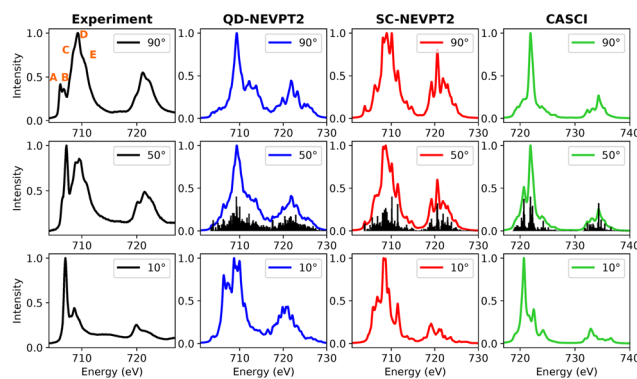 Experiment QD-NEVPT2 SC-NEVPT2 CASCI
1.0 D 90° 1.0 90° 1.0 90° 1.0 90°
C E
Intensity 0.5 A B 0.5 0.5 0.5
0.0 0.0 0.0 0.0
710 720 710 720 730 710 720 730 720 730 740
1.0 50° 1.0 50° 1.0 50° 1.0 50°
Intensity 0.5 0.5 0.5 0.5
0.0 0.0 0.0
710 720 710 720 730 710 720 730 720 730 740
1.0 10° 1.0 10° 1.0 10° 1.0 10°
Intensity 0.5 0.5 0.5 0.5
0.0 0.0 0.0 0.0
710 720 710 720 730 710 720 730 720 730 740
Energy (eV) Energy (eV) Energy (eV) Energy (eV)